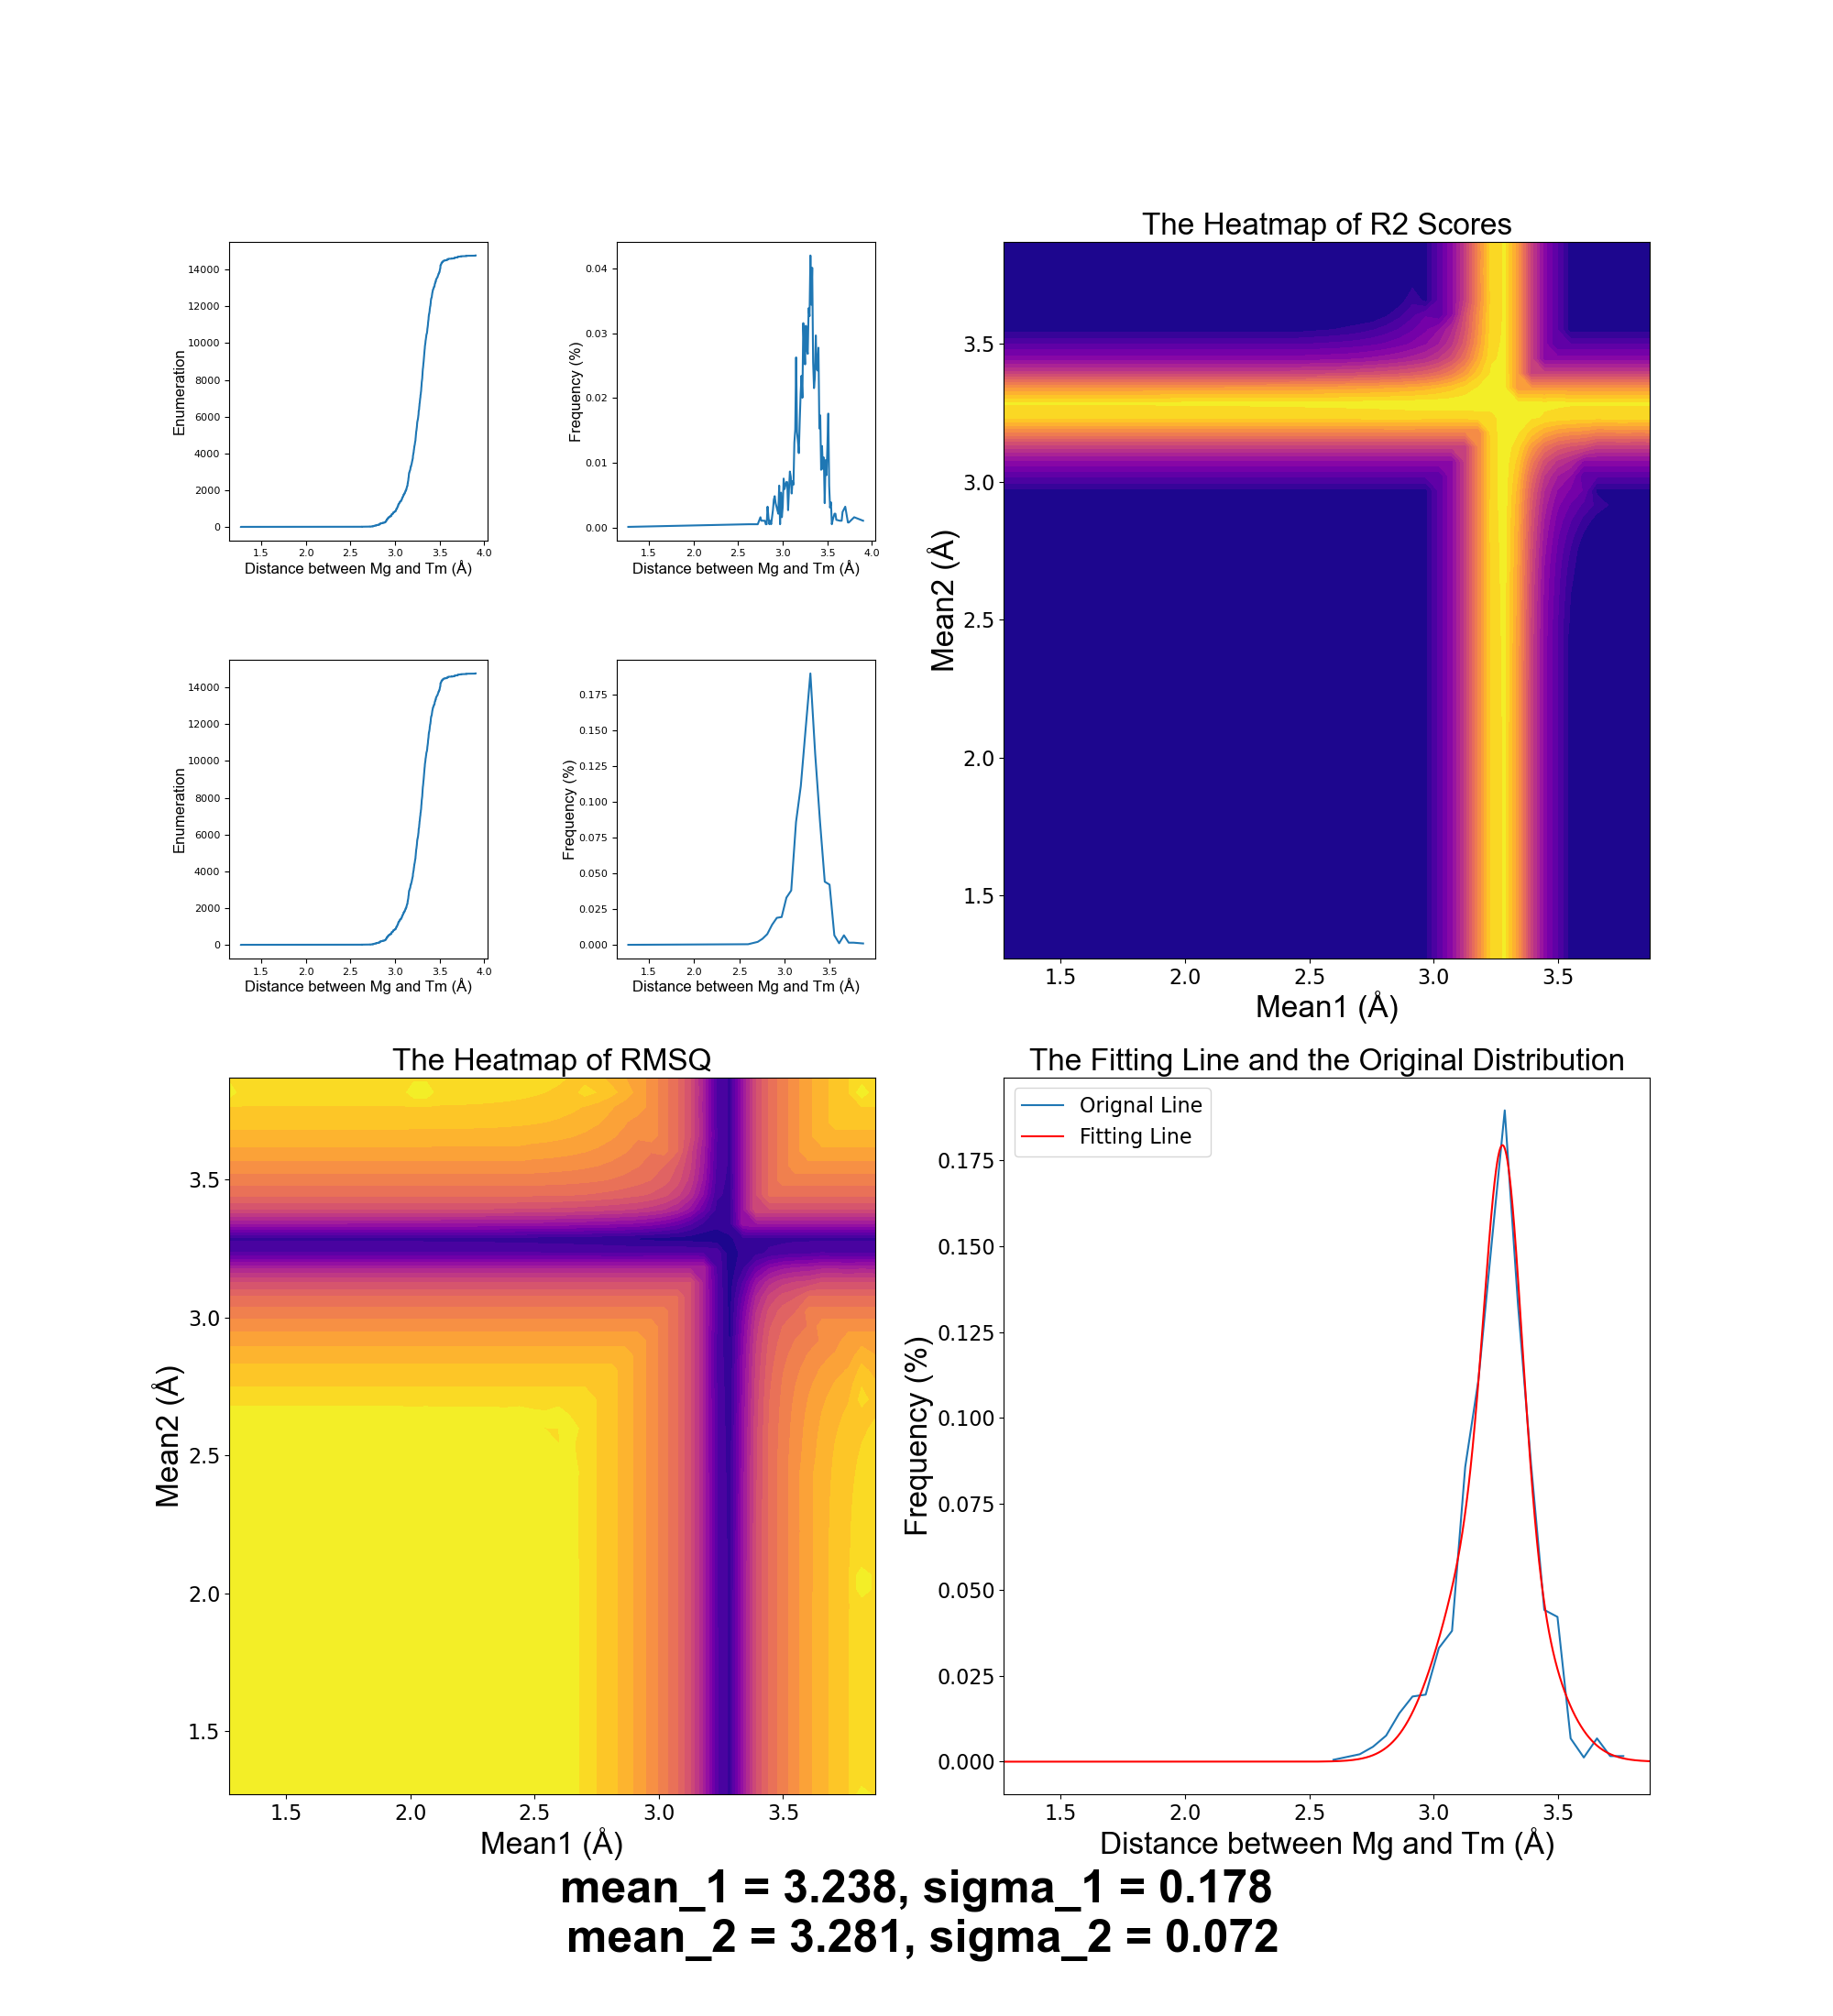 14000
12000
10000
8000
6000
4000
2000
0
Enumeration
1.5 2.0 2.5 3.0 3.5 4.0
Distance between Mg and Tm (Å)
0.04
0.03
0.02
0.01
0.00
Frequency (%)
1.5 2.0 2.5 3.0 3.5 4.0
Distance between Mg and Tm (Å)
The Heatmap of R2 Scores
3.5
3.0
2.5
2.0
1.5
Mean2 (Å)
1.5 2.0 2.5 3.0 3.5
Mean1 (Å)
14000
12000
10000
8000
6000
4000
2000
0
Enumeration
1.5 2.0 2.5 3.0 3.5 4.0
Distance between Mg and Tm (Å)
0.175
0.150
0.125
0.100
0.075
0.050
0.025
0.000
Frequency (%)
1.5 2.0 2.5 3.0 3.5
Distance between Mg and Tm (Å)
The Heatmap of RMSQ
3.5
3.0
2.5
2.0
1.5
Mean2 (Å)
1.5 2.0 2.5 3.0 3.5
Mean1 (Å)
The Fitting Line and the Original Distribution
Orignal Line
Fitting Line
0.175
0.150
0.125
0.100
0.075
0.050
0.025
0.000
Frequency (%)
1.5 2.0 2.5 3.0 3.5
Distance between Mg and Tm (Å)
mean_1 = 3.238, sigma_1 = 0.178
mean_2 = 3.281, sigma_2 = 0.072